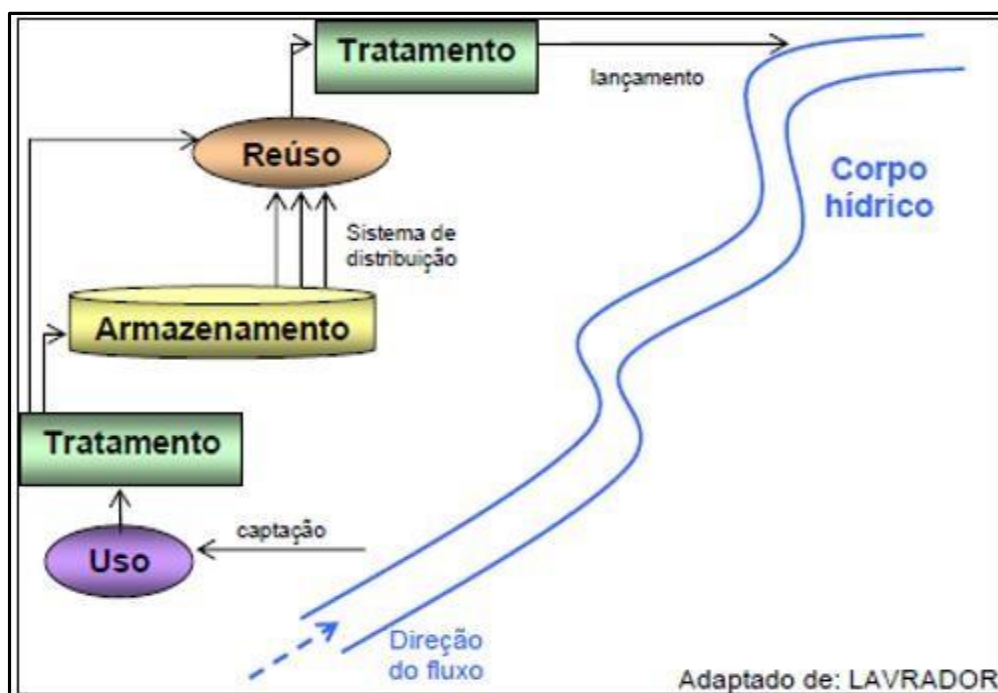 Tratamento
lançamento
Reúso
Corpo
hídrico
Sistema de
distribuição
Armazenamento
Tratamento
captação
Uso
Direção
do fluxo
Adaptado de: LAVRADOR